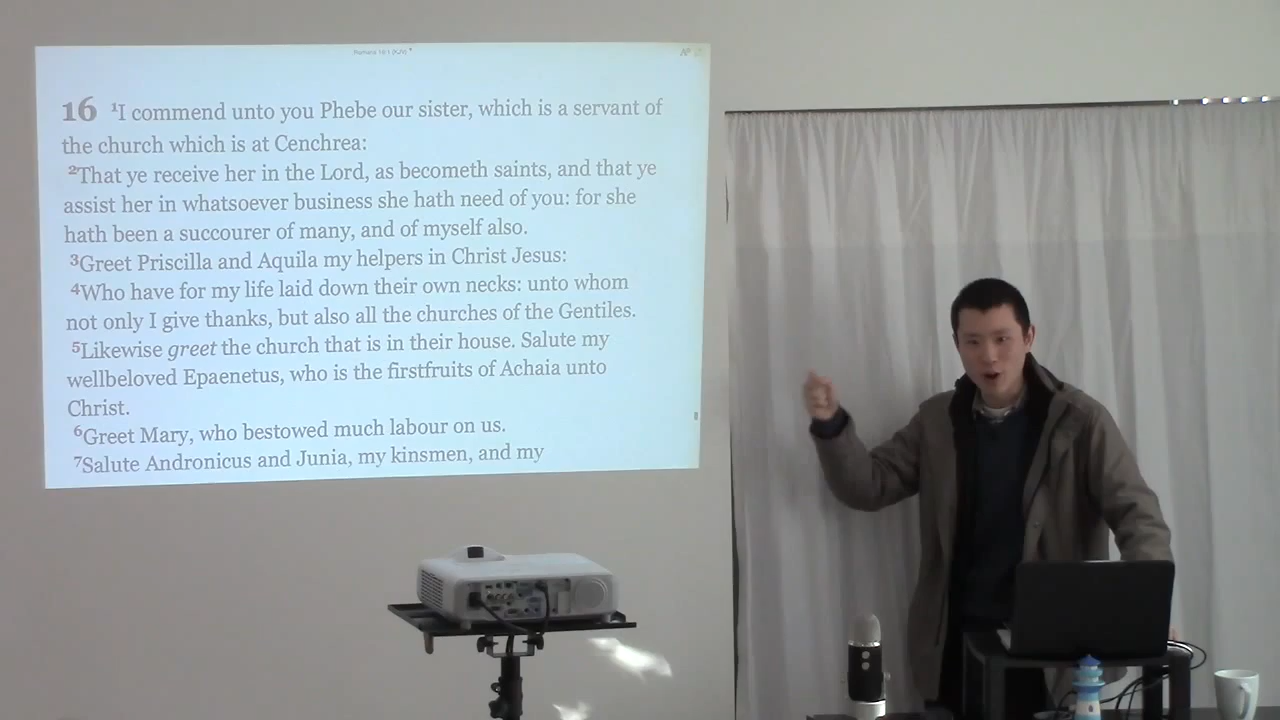 Romans 16:1 (KJV)
16 ¹I commend unto you Phebe our sister, which is a servant of
the church which is at Cenchrea:
²That ye receive her in the Lord, as becometh saints, and that ye
assist her in whatsoever business she hath need of you: for she
hath been a succourer of many, and of myself also.
³Greet Priscilla and Aquila my helpers in Christ Jesus:
⁴Who have for my life laid down their own necks: unto whom
not only I give thanks, but also all the churches of the Gentiles.
⁵Likewise greet the church that is in their house. Salute my
wellbeloved Epaenetus, who is the firstfruits of Achaia unto
Christ.
⁶Greet Mary, who bestowed much labour on us.
⁷Salute Andronicus and Junia, my kinsmen, and my